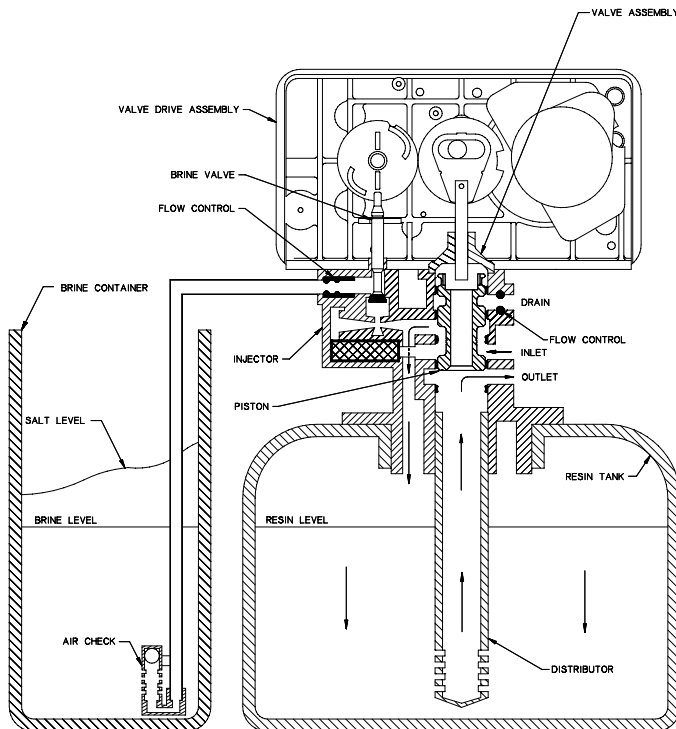 VALVE ASSEMBLY
VALVE DRIVE ASSEMBLY
BRINE VALVE
FLOW CONTROL
BRINE CONTAINER
DRAIN
FLOW CONTROL
INJECTOR
INLET
OUTLET
PISTON
SALT LEVEL
RESIN TANK
BRINE LEVEL
RESIN LEVEL
AIR CHECK
DISTRIBUTOR